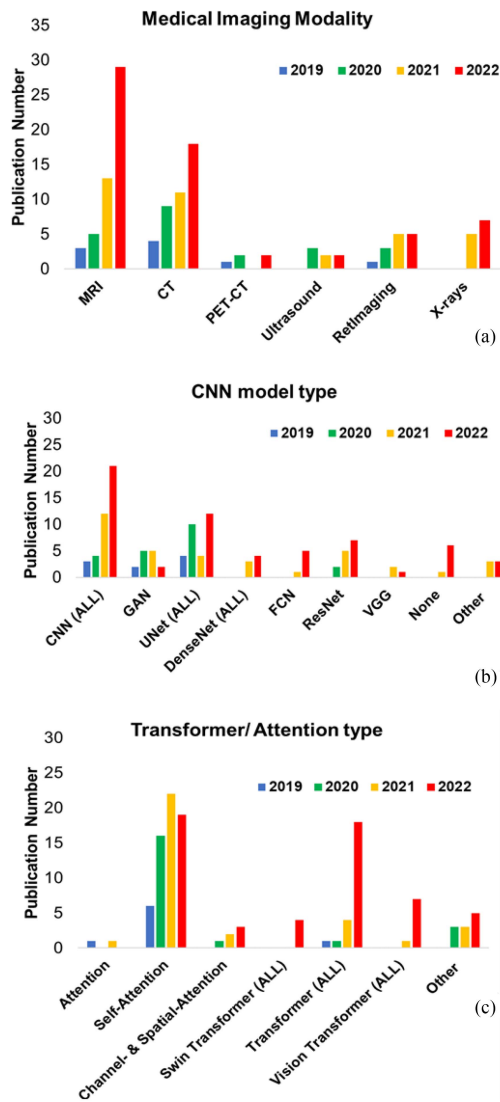 Medical Imaging Modality
35
30
25
20
15
10
5
0
Publication Number
2019 2020 2021 2022
MRI
CT
PET-CT
Ultrasound
RetImaging
X-rays
(a)
CNN model type
30
25
20
15
10
5
0
Publication Number
2019 2020 2021 2022
CNN (ALL)
GAN
UNet (ALL)
DenseNet (ALL)
FCN
ResNet
VGG
None
Other
(b)
Transformer/ Attention type
30
25
20
15
10
5
0
Publication Number
2019 2020 2021 2022
Attention
Self-Attention
Channel- & Spatial-Attention
Swin Transformer (ALL)
Transformer (ALL)
Vision Transformer (ALL)
Other
(c)